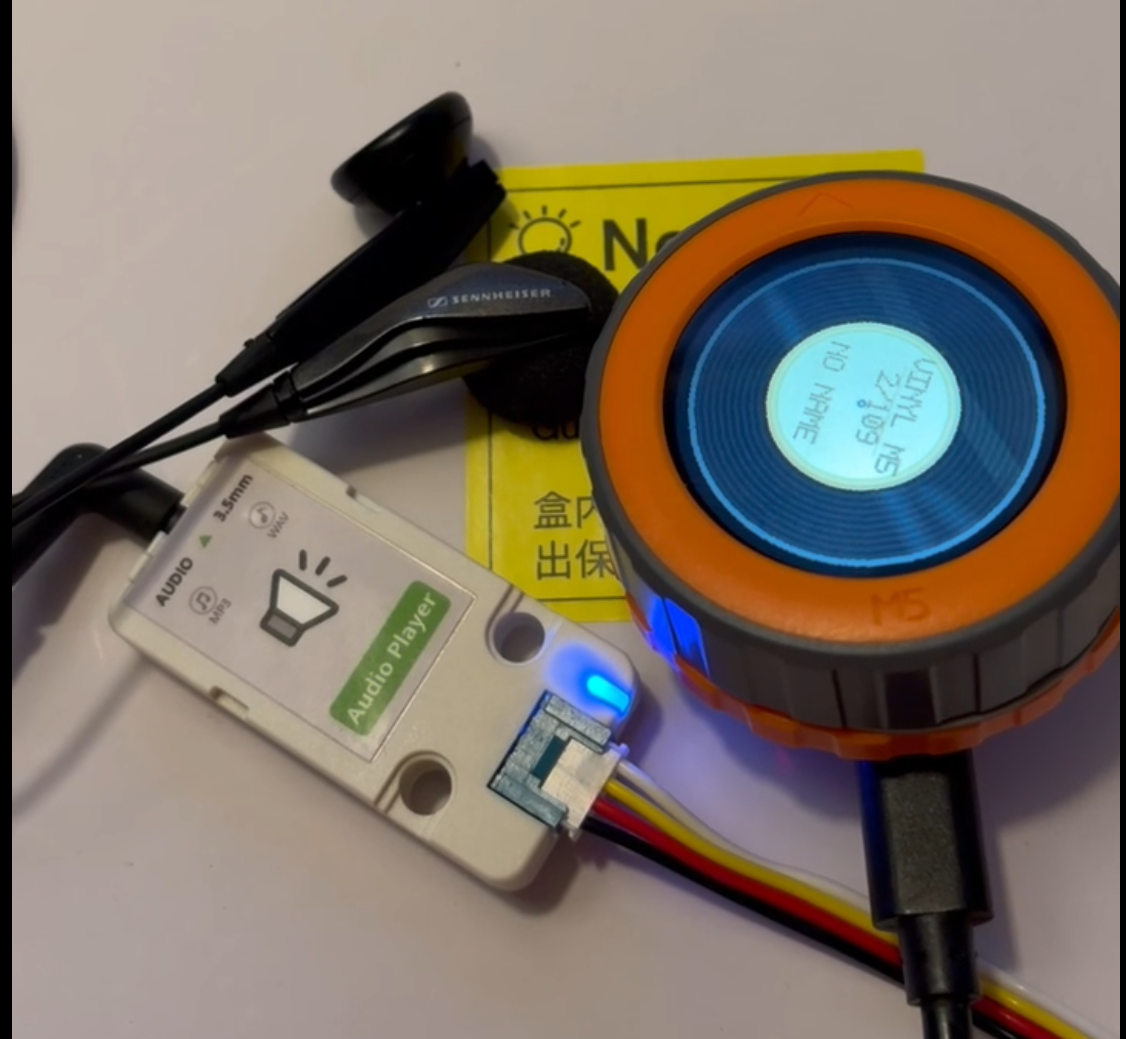 SENNHEISER
VINYL M5
2/109
NO NAME
M5
盒内
出保
AUDIO
3.5mm
MP3
WAV
Audio Player